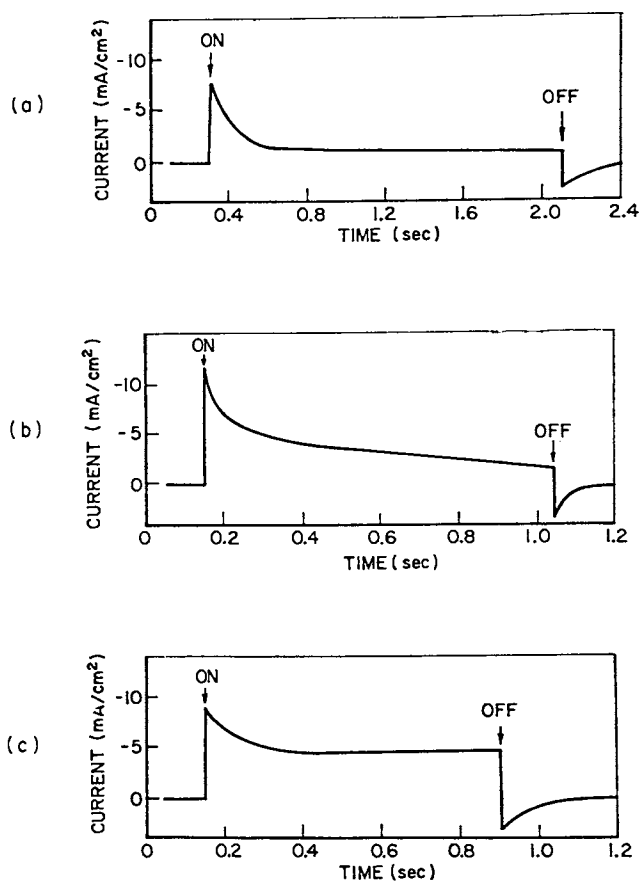 (a)
CURRENT (mA/cm²)
-10
-5
0
ON
OFF
0 0.4 0.8 1.2 1.6 2.0 2.4
TIME (sec)
(b)
CURRENT (mA/cm²)
-10
-5
0
ON
OFF
0 0.2 0.4 0.6 0.8 1.0 1.2
TIME (sec)
(c)
CURRENT (mA/cm²)
-10
-5
0
ON
OFF
0 0.2 0.4 0.6 0.8 1.0 1.2
TIME (sec)